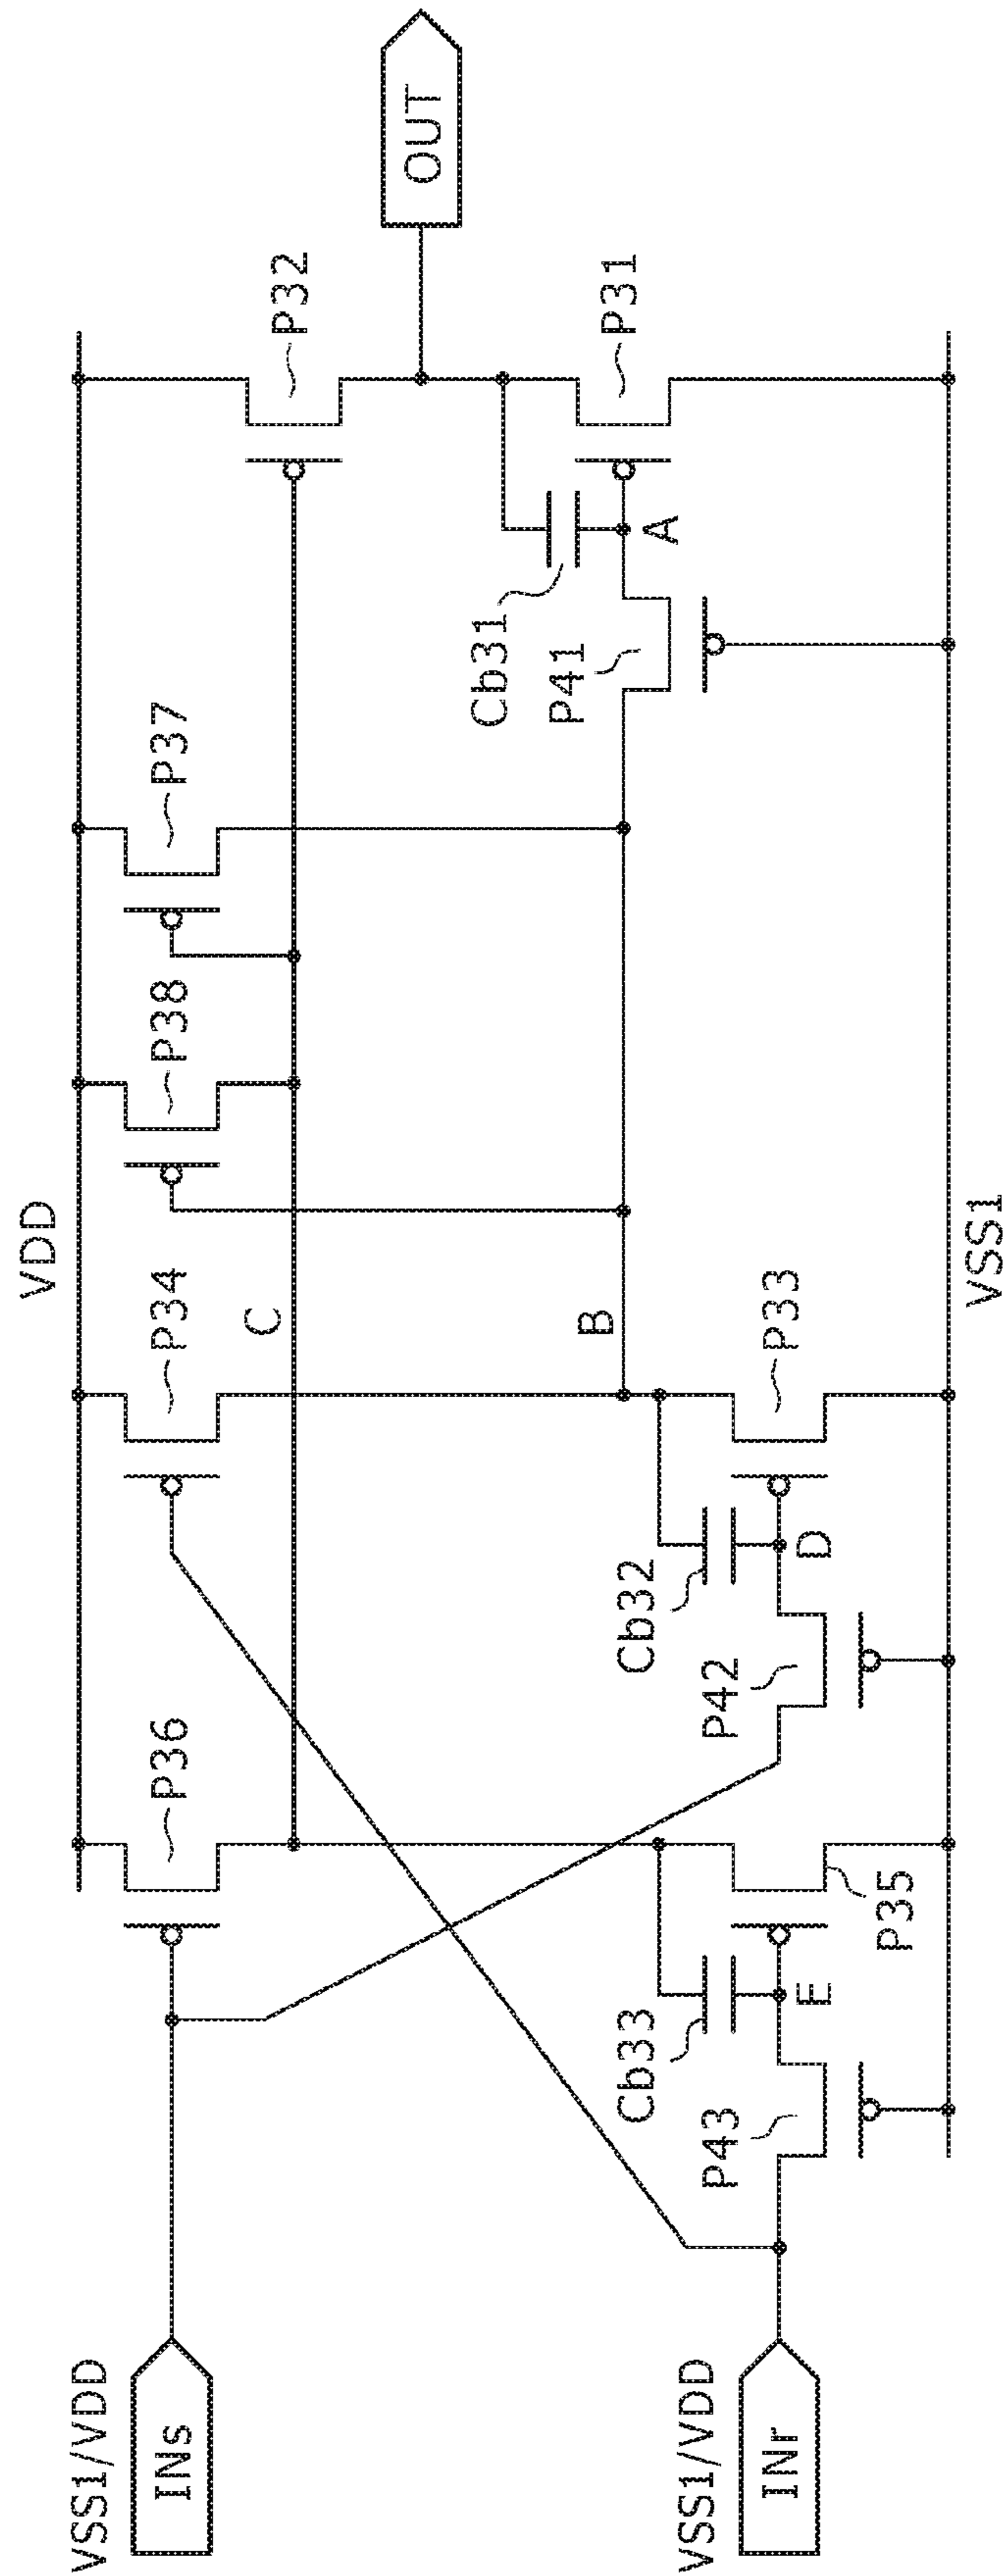 VDD
P36
P34
P38
P37
P32
C
VSS1/VDD
INs
OUT
B
Cb31
P41
A
P31
Cb33
Cb32
P33
VSS1/VDD
INr
P43
E
P42
D
P35
VSS1